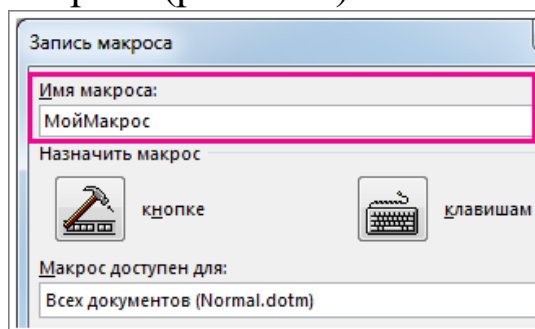 Запись макроса
Имя макроса:
МойМакрос
Назначить макрос
кнопке клавишам
Макрос доступен для:
Всех документов (Normal.dotm)